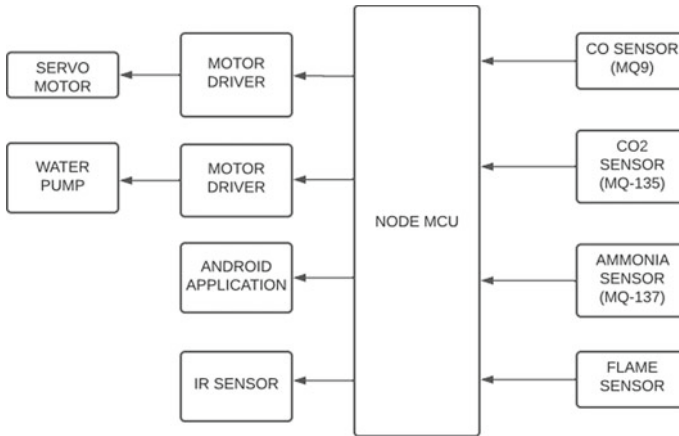 SERVO
MOTOR
MOTOR
DRIVER
CO SENSOR
(MQ9)
WATER
PUMP
MOTOR
DRIVER
CO2
SENSOR
(MQ-135)
NODE MCU
ANDROID
APPLICATION
AMMONIA
SENSOR
(MQ-137)
IR SENSOR
FLAME
SENSOR